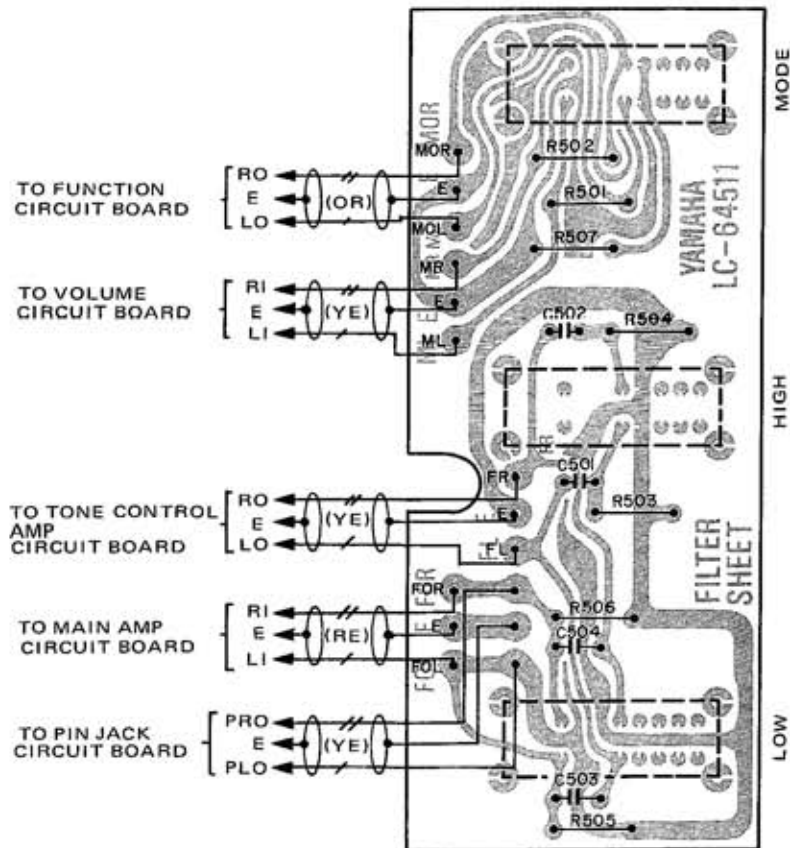 MODE
MOR
MOR
R502
RO
E
TO FUNCTION
CIRCUIT BOARD
E
(OR)
R501
YAMAHA
LC-64511
LO
MOL
R507
MR
RI
TO VOLUME
CIRCUIT BOARD
E
(YE)
E
LI
C502
R504
ML
HIGH
C501
FR
RO
R503
TO TONE CONTROL
AMP
CIRCUIT BOARD
E
(YE)
E
LO
FL
FILTER
SHEET
FOR
RI
R506
TO MAIN AMP
CIRCUIT BOARD
E
(RE)
E
C504
LI
FOL
PRO
TO PIN JACK
CIRCUIT BOARD
E
(YE)
PLO
LOW
C503
R505